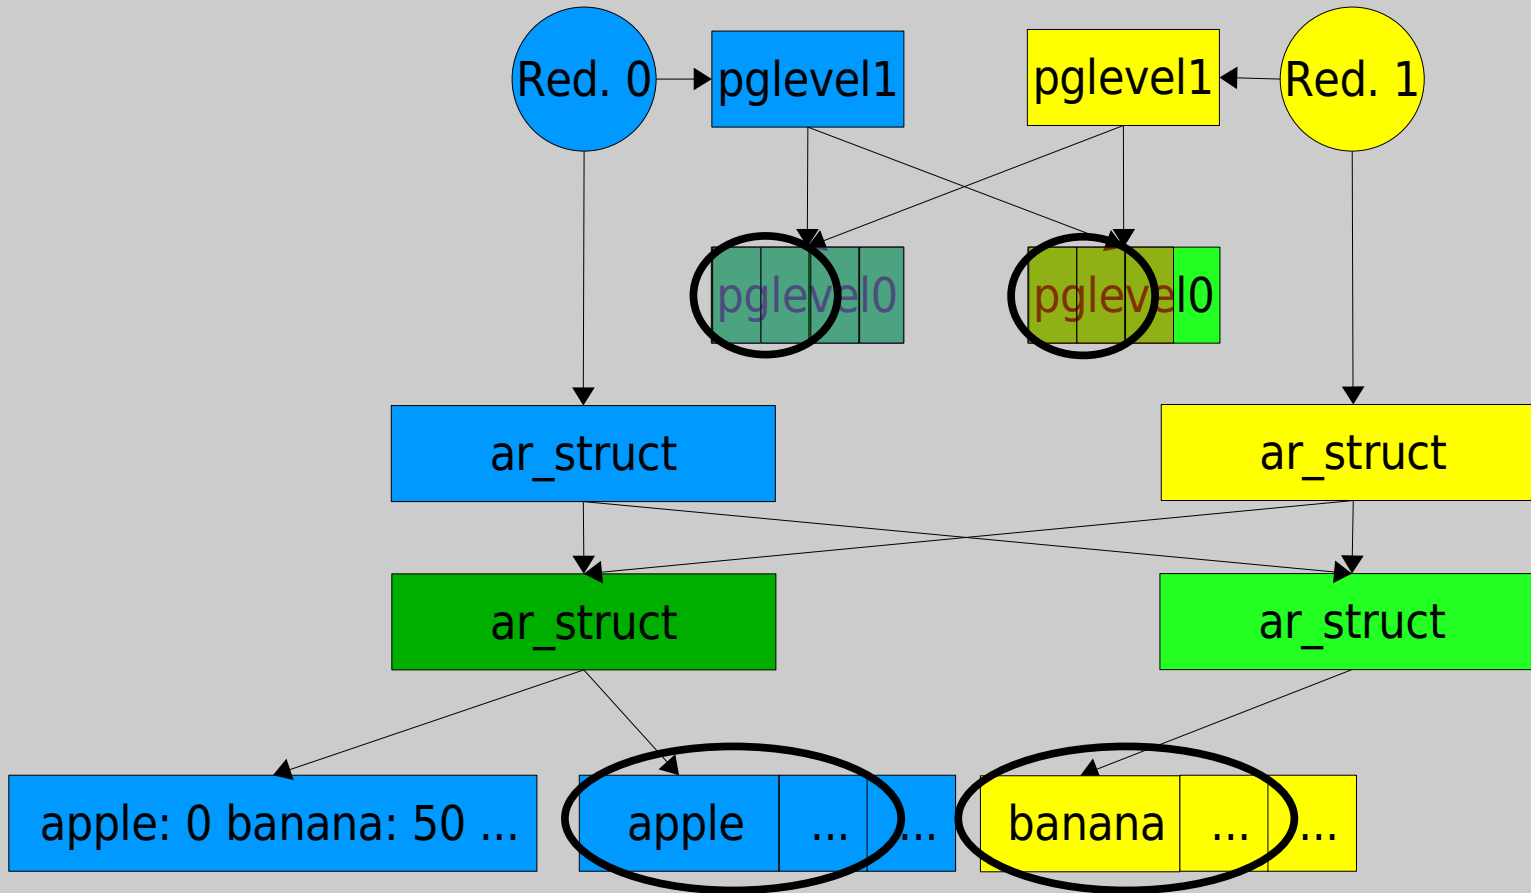 Red. 0
pglevel1
pglevel1
Red. 1
pglevel0
pglevel0
ar_struct
ar_struct
ar_struct
ar_struct
apple: 0 banana: 50 ...
apple
...
...
banana
...
...